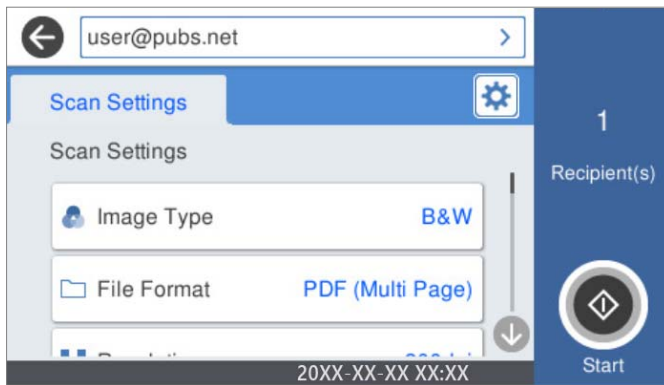 user@pubs.net
Scan Settings
Scan Settings
Image Type B&W
File Format PDF (Multi Page)
20XX-XX-XX XX:XX
1
Recipient(s)
Start